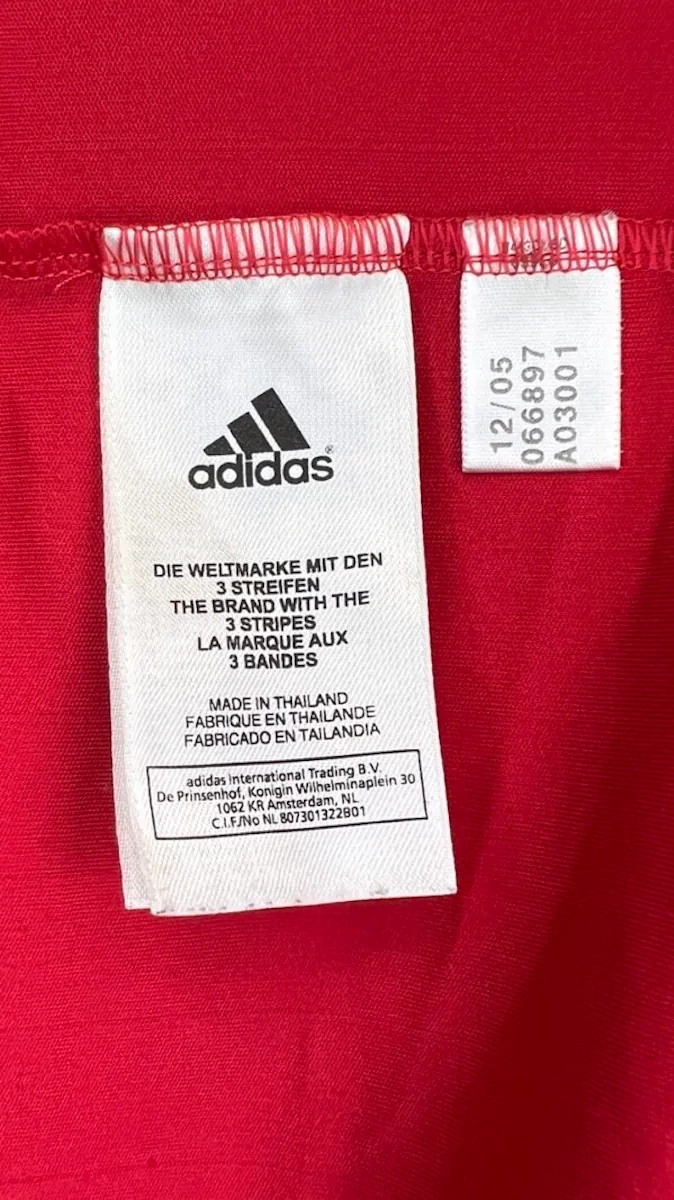 adidas®
DIE WELTMARKE MIT DEN
3 STREIFEN
THE BRAND WITH THE
3 STRIPES
LA MARQUE AUX
3 BANDES
MADE IN THAILAND
FABRIQUE EN THAILANDE
FABRICADO EN TAILANDIA
adidas International Trading B.V.
De Prinsenhof, Konigin Wilhelminaplein 30
1062 KR Amsterdam, NL
C.I.F./No NL 807301322B01
12/05
066897
A03001